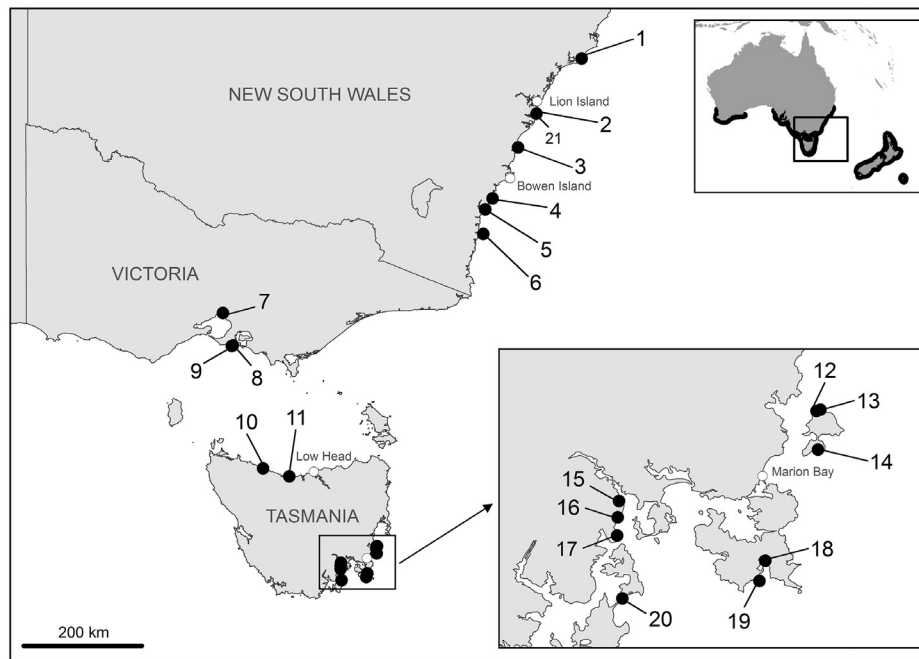 1
NEW SOUTH WALES
Lion Island
2
21
3
Bowen Island
4
5
6
VICTORIA
7
9
8
10
11
Low Head
TASMANIA
200 km
12
13
14
Marion Bay
15
16
17
18
19
20